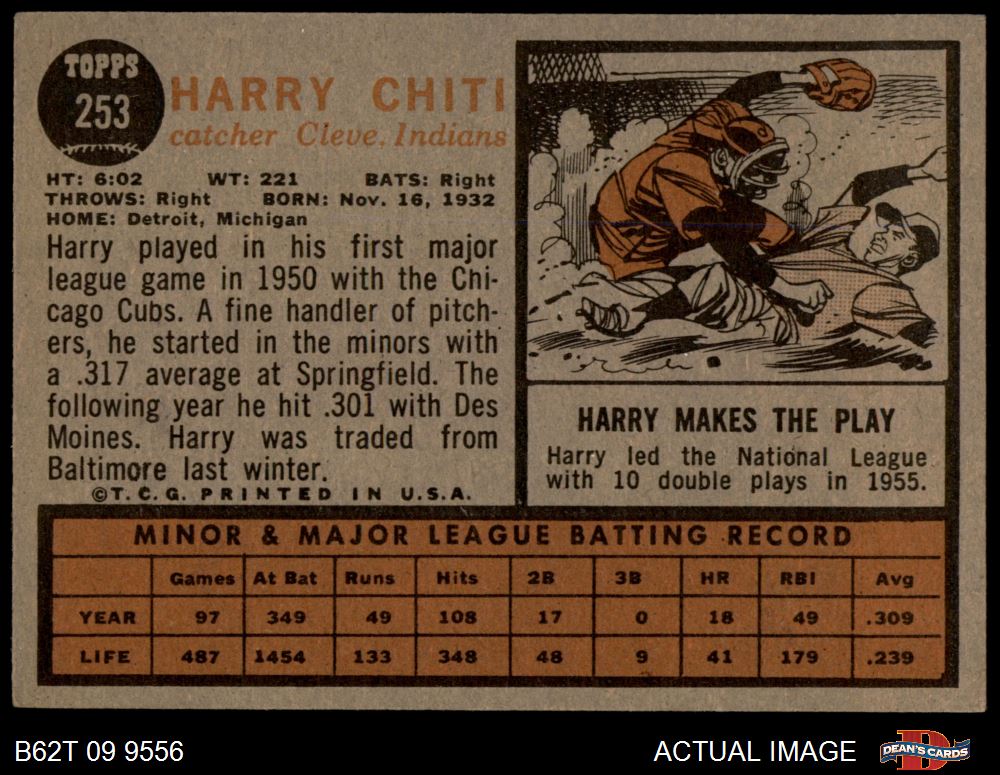 TOPPS
253
HARRY CHITI
catcher Cleve. Indians
HT: 6:02 WT: 221 BATS: Right
THROWS: Right BORN: Nov. 16, 1932
HOME: Detroit, Michigan
Harry played in his first major
league game in 1950 with the Chi-
cago Cubs. A fine handler of pitch-
ers, he started in the minors with
a .317 average at Springfield. The
following year he hit .301 with Des
Moines. Harry was traded from
Baltimore last winter.
©T.C.G. PRINTED IN U.S.A.
HARRY MAKES THE PLAY
Harry led the National League
with 10 double plays in 1955.
MINOR & MAJOR LEAGUE BATTING RECORD
Games At Bat Runs Hits 2B 3B HR RBI Avg
YEAR 97 349 49 108 17 0 18 49 .309
LIFE 487 1454 133 348 48 9 41 179 .239
B62T 09 9556
ACTUAL IMAGE
DEAN'S CARDS